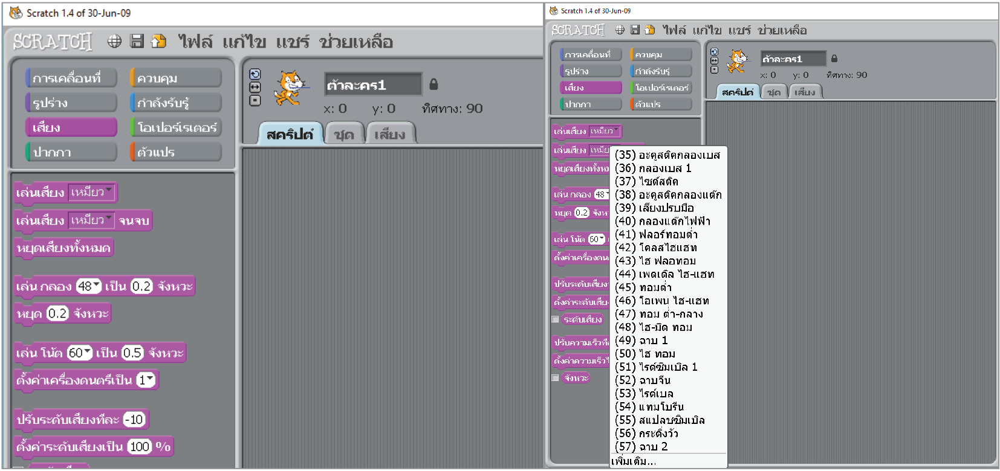 Scratch 1.4 of 30-Jun-09
SCRATCH ไฟล์ แก้ไข แชร์ ช่วยเหลือ
การเคลื่อนที่ ควบคุม
รูปร่าง กำลังรับรู้
เสียง โอเปอร์เรเตอร์
ปากกา ตัวแปร
ตัวละคร1
x: 0 y: 0 ทิศทาง: 90
สคริปต์ ชุด เสียง
เล่นเสียง เหมียว
เล่นเสียง เหมียว จนจบ
หยุดเสียงทั้งหมด
เล่น กลอง 48 เป็น 0.2 จังหวะ
หยุด 0.2 จังหวะ
เล่น โน้ต 60 เป็น 0.5 จังหวะ
ตั้งค่าเครื่องดนตรีเป็น 1
ปรับระดับเสียงทีละ -10
ตั้งค่าระดับเสียงเป็น 100 %
Scratch 1.4 of 30-Jun-09
SCRATCH ไฟล์ แก้ไข แชร์ ช่วยเหลือ
การเคลื่อนที่ ควบคุม
รูปร่าง กำลังรับรู้
เสียง โอเปอร์เรเตอร์
ปากกา ตัวแปร
ตัวละคร1
x: 0 y: 0 ทิศทาง: 90
สคริปต์ ชุด เสียง
เล่นเสียง เหมียว
เล่นเสียง เหมีย
หยุดเสียงทั้งหม
เล่น กลอง 48
หยุด 0.2 จังห
เล่น โน้ต 60
ตั้งค่าเครื่องดน
ปรับระดับเสียง
ตั้งค่าระดับเสีย
ระดับเสียง
ปรับความเร็วที
ตั้งค่าความเร็ว
จังหวะ
(35) อะคูสติคกลองเบส
(36) กลองเบส 1
(37) ไซด์สติค
(38) อะคูสติคกลองแต๊ก
(39) เสียงปรบมือ
(40) กลองแต๊กไฟฟ้า
(41) ฟลอร์ทอมต่ำ
(42) โคลสไฮแฮท
(43) ไฮ ฟลอทอม
(44) เพดเดิล ไฮ-แฮท
(45) ทอมต่ำ
(46) โอเพน ไฮ-แฮท
(47) ทอม ต่ำ-กลาง
(48) ไฮ-มิด ทอม
(49) ฉาบ 1
(50) ไฮ ทอม
(51) ไรด์ซิมเบิล 1
(52) ฉาบจีน
(53) ไรด์เบล
(54) แทมโบรีน
(55) สแปลชซิมเบิล
(56) กระดิ่งวัว
(57) ฉาบ 2
เพิ่มเติม...